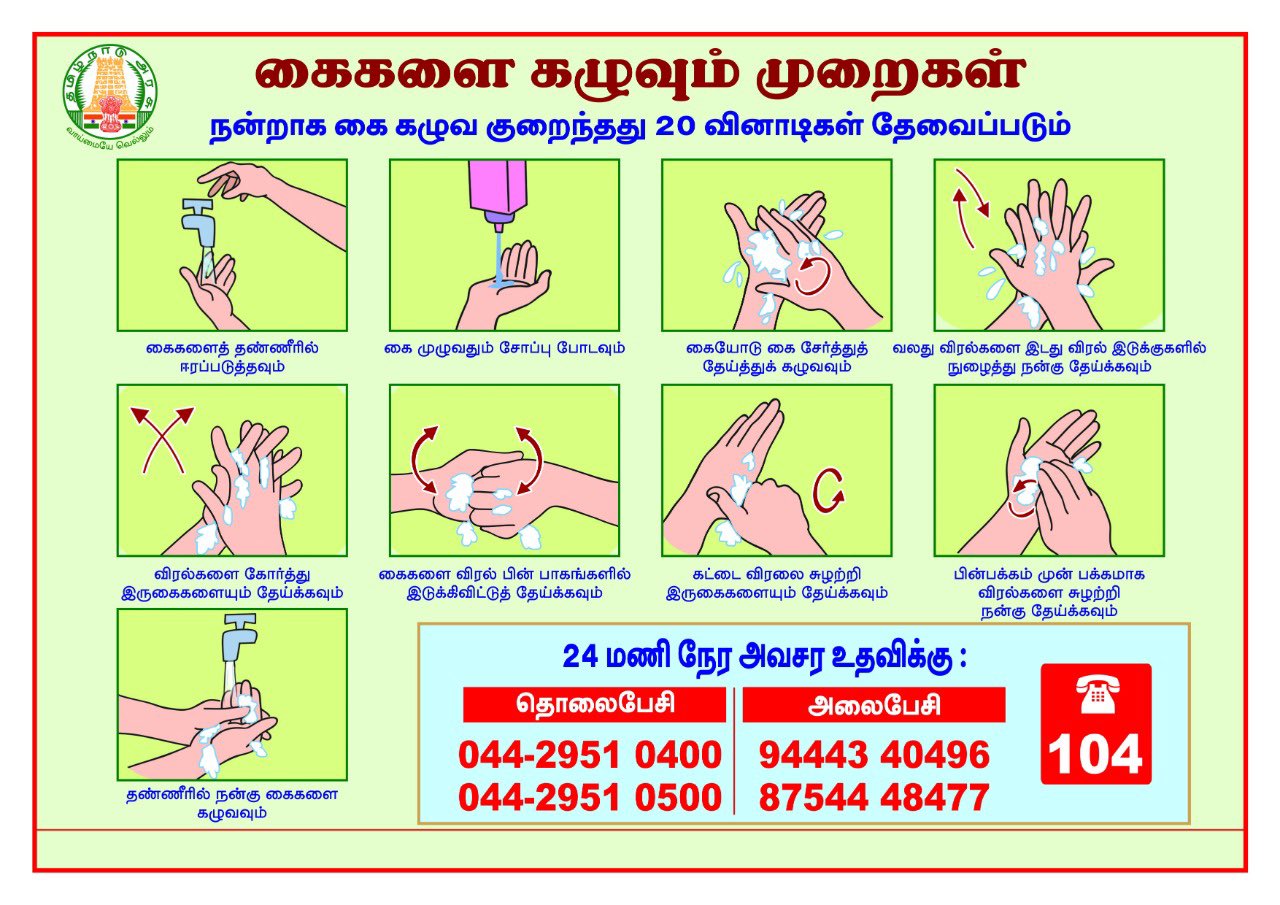 தமிழ்நாடு அரசு
வாய்மையே வெல்லும்
கைகளை கழுவும் முறைகள்
நன்றாக கை கழுவ குறைந்தது 20 வினாடிகள் தேவைப்படும்
கைகளைத் தண்ணீரில்
ஈரப்படுத்தவும்
கை முழுவதும் சோப்பு போடவும்
கையோடு கை சேர்த்துத்
தேய்த்துக் கழுவவும்
வலது விரல்களை இடது விரல் இடுக்குகளில்
நுழைத்து நன்கு தேய்க்கவும்
விரல்களை கோர்த்து
இருகைகளையும் தேய்க்கவும்
கைகளை விரல் பின் பாகங்களில்
இடுக்கிவிட்டுத் தேய்க்கவும்
கட்டை விரலை சுழற்றி
இருகைகளையும் தேய்க்கவும்
பின்பக்கம் முன் பக்கமாக
விரல்களை சுழற்றி
நன்கு தேய்க்கவும்
தண்ணீரில் நன்கு கைகளை
கழுவவும்
24 மணி நேர அவசர உதவிக்கு :
தொலைபேசி
044-2951 0400
044-2951 0500
அலைபேசி
94443 40496
87544 48477
104